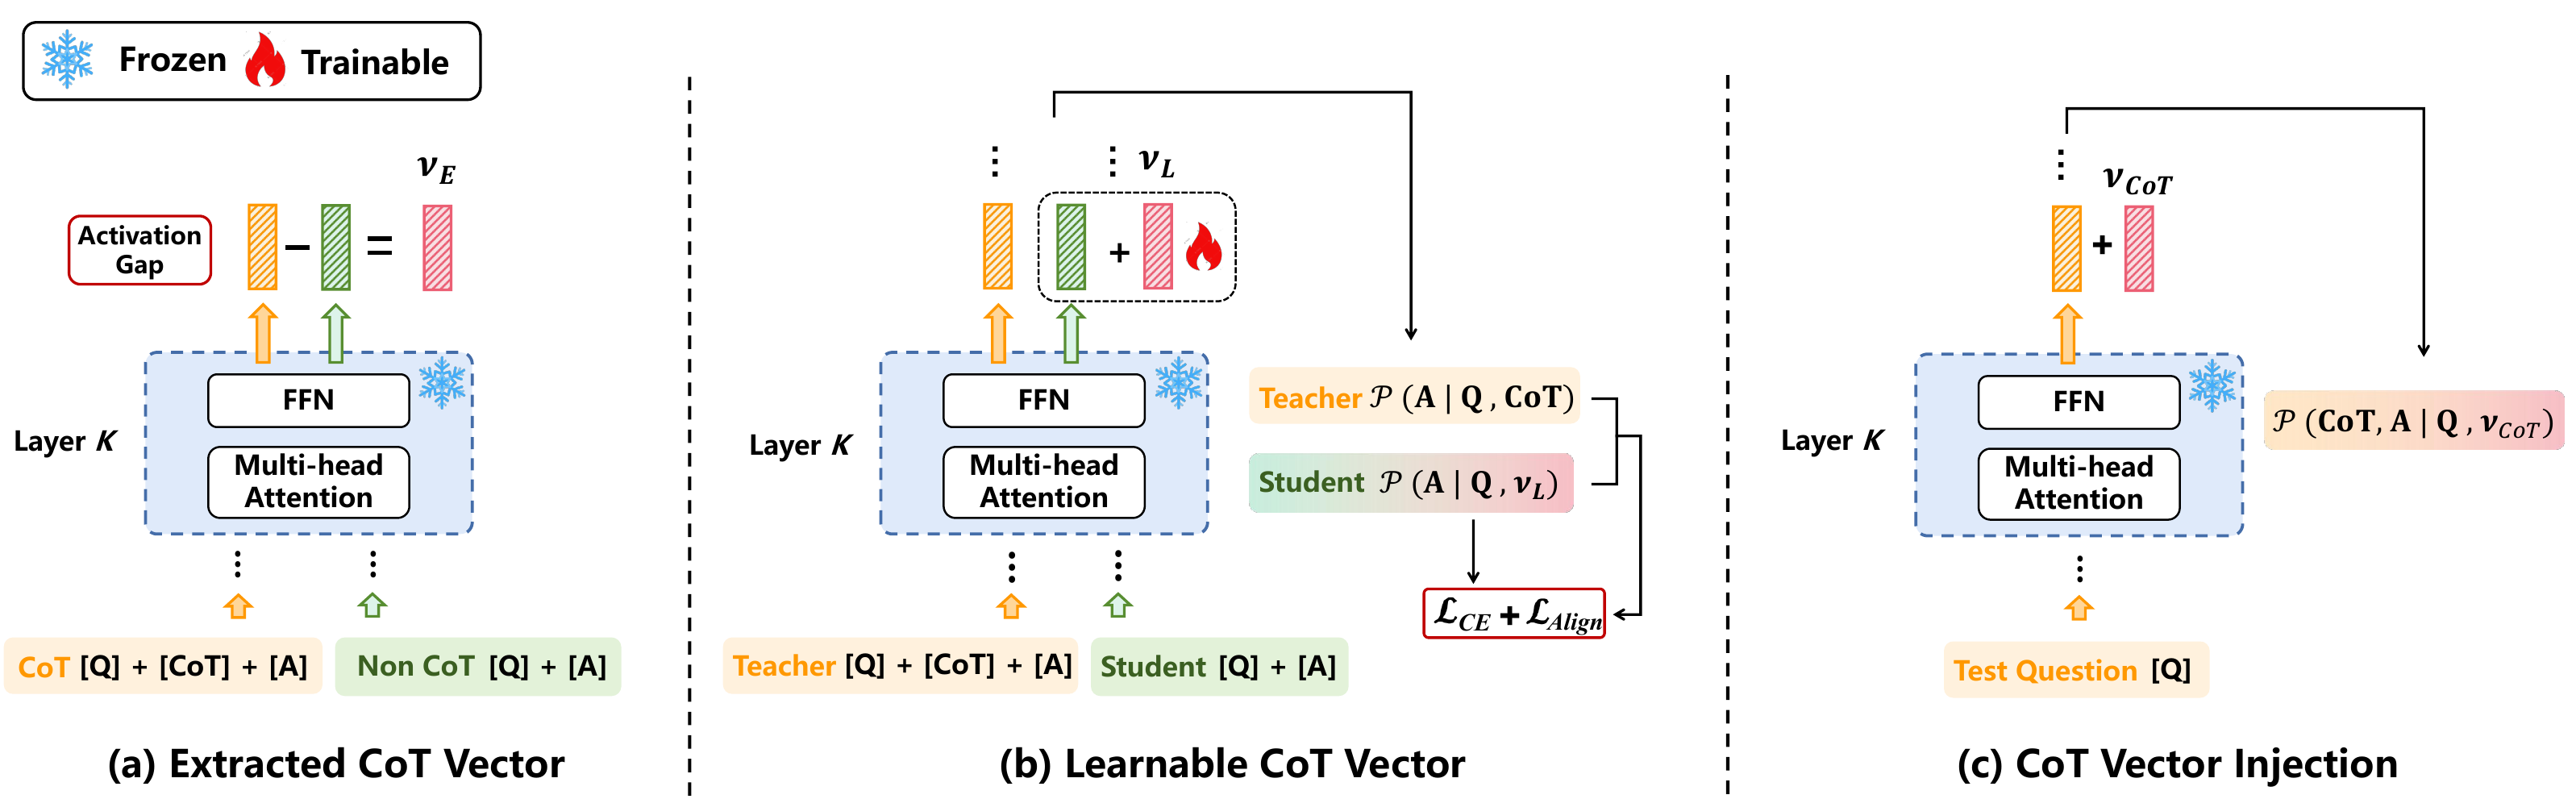 Frozen Trainable
ν_E
Activation
Gap
− =
FFN
Multi-head
Attention
Layer K
CoT [Q] + [CoT] + [A]
Non CoT [Q] + [A]
(a) Extracted CoT Vector
ν_L
+
FFN
Multi-head
Attention
Layer K
Teacher 𝒫 (A | Q , CoT)
Student 𝒫 (A | Q , ν_L)
ℒ_CE + ℒ_Align
Teacher [Q] + [CoT] + [A]
Student [Q] + [A]
(b) Learnable CoT Vector
ν_CoT
+
FFN
Multi-head
Attention
Layer K
𝒫 (CoT, A | Q , ν_CoT)
Test Question [Q]
(c) CoT Vector Injection